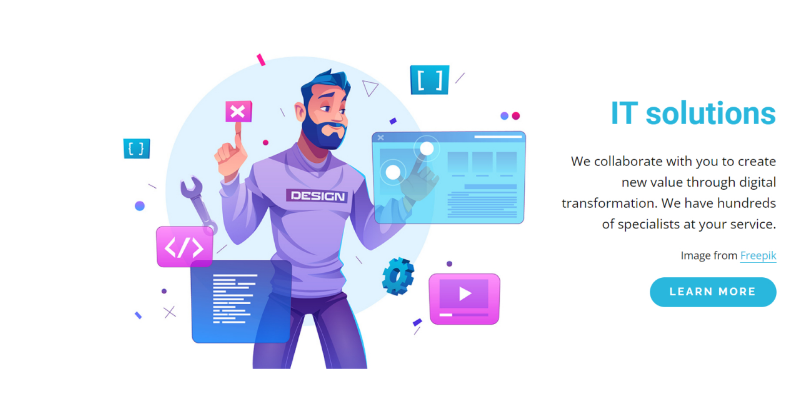 IT solutions
We collaborate with you to create
new value through digital
transformation. We have hundreds
of specialists at your service.
Image from Freepik
LEARN MORE
[ ]
{ }
DESIGN
</>